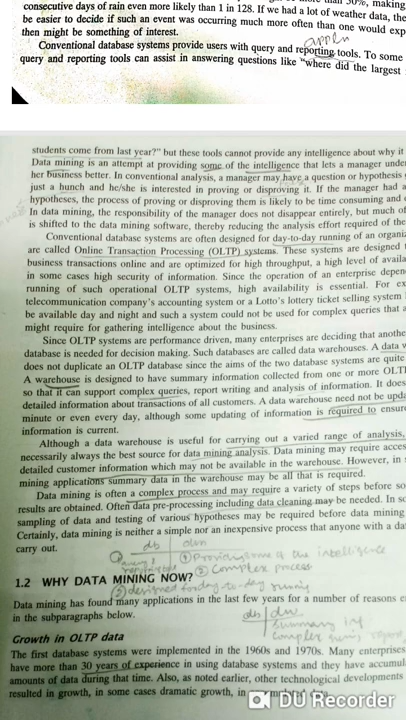 consecutive days of rain even more likely than 1 in 128. If we had a lot of weather data, the
be easier to decide if such an event was occurring much more often than one would exp
then might be something of interest.
Conventional database systems provide users with query and reporting tools. To some
query and reporting tools can assist in answering questions like "where did the largest
students come from last year?" but these tools cannot provide any intelligence about why it
Data mining is an attempt at providing some of the intelligence that lets a manager under
her business better. In conventional analysis, a manager may have a question or hypothesis
just a hunch and he/she is interested in proving or disproving it. If the manager had a
hypotheses, the process of proving or disproving them is likely to be time consuming and
In data mining, the responsibility of the manager does not disappear entirely, but much of
is shifted to the data mining software, thereby reducing the analysis effort required of the
Conventional database systems are often designed for day-to-day running of an organiz
are called Online Transaction Processing (OLTP) systems. These systems are designed t
business transactions online and are optimized for high throughput, a high level of availa
in some cases high security of information. Since the operation of an enterprise depen
running of such operational OLTP systems, high availability is essential. For ex
telecommunication company's accounting system or a Lotto's lottery ticket selling system
be available day and night and such a system could not be used for complex queries that a
might require for gathering intelligence about the business.
Since OLTP systems are performance driven, many enterprises are deciding that anothe
database is needed for decision making. Such databases are called data warehouses. A data w
does not duplicate an OLTP database since the aims of the two database systems are quite
A warehouse is designed to have summary information collected from one or more OLT
so that it can support complex queries, report writing and analysis of information. It does
detailed information about transactions of all customers. A data warehouse need not be upda
minute or even every day, although some updating of information is required to ensure
information is current.
Although a data warehouse is useful for carrying out a varied range of analysis,
necessarily always the best source for data mining analysis. Data mining may require acces
detailed customer information which may not be available in the warehouse. However, in
mining applications summary data in the warehouse may be all that is required.
Data mining is often a complex process and may require a variety of steps before so
results are obtained. Often data pre-processing including data cleaning may be needed. In so
sampling of data and testing of various hypotheses may be required before data mining
Certainly, data mining is neither a simple nor an inexpensive process that anyone with a da
carry out.
db
① Providing some of the intelligence
② Complex process
1.2 WHY DATA MINING NOW?
③ designed for day-to-day running
Data mining has found many applications in the last few years for a number of reasons e
in the subparagraphs below.
db
summary
complex
Growth in OLTP data
The first database systems were implemented in the 1960s and 1970s. Many enterprises
have more than 30 years of experience in using database systems and they have accumul
amounts of data during that time. Also, as noted earlier, other technological developments
resulted in growth, in some cases dramatic growth, in
DU Recorder